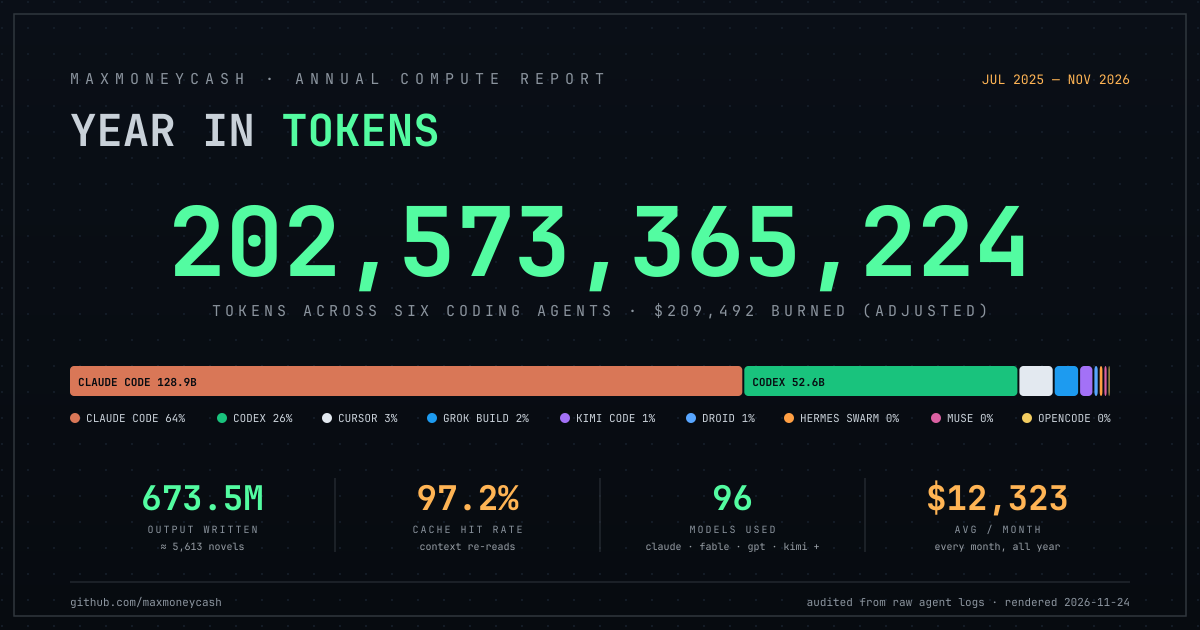 MAXMONEYCASH · ANNUAL COMPUTE REPORT
JUL 2025 — NOV 2026
YEAR IN TOKENS
202,573,365,224
TOKENS ACROSS SIX CODING AGENTS · $209,492 BURNED (ADJUSTED)
CLAUDE CODE 128.9B
CODEX 52.6B
CLAUDE CODE 64%
CODEX 26%
CURSOR 3%
GROK BUILD 2%
KIMI CODE 1%
DROID 1%
HERMES SWARM 0%
MUSE 0%
OPENCODE 0%
673.5M
OUTPUT WRITTEN
≈ 5,613 novels
97.2%
CACHE HIT RATE
context re-reads
96
MODELS USED
claude · fable · gpt · kimi +
$12,323
AVG / MONTH
every month, all year
github.com/maxmoneycash
audited from raw agent logs · rendered 2026-11-24